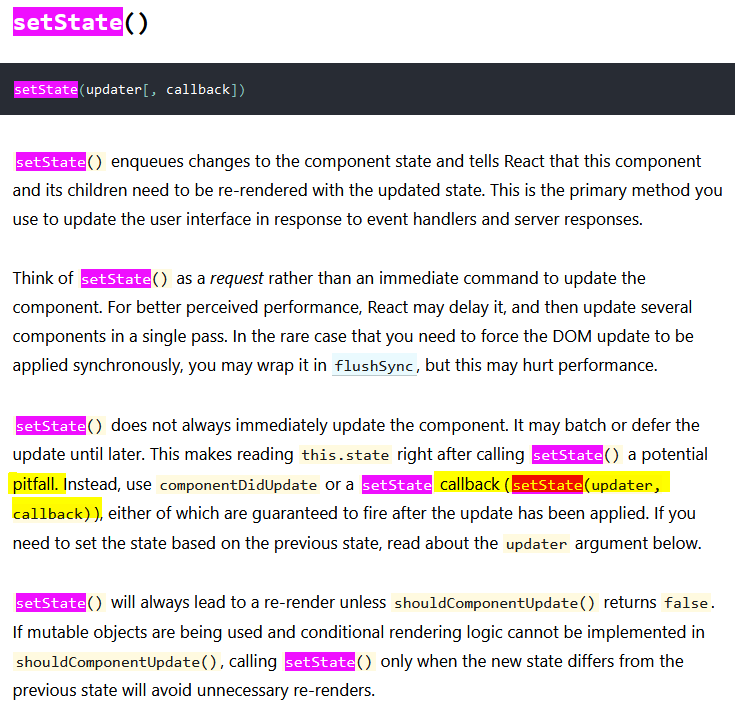 setState()
setState(updater[, callback])
setState() enqueues changes to the component state and tells React that this component
and its children need to be re-rendered with the updated state. This is the primary method you
use to update the user interface in response to event handlers and server responses.
Think of setState() as a request rather than an immediate command to update the
component. For better perceived performance, React may delay it, and then update several
components in a single pass. In the rare case that you need to force the DOM update to be
applied synchronously, you may wrap it in flushSync, but this may hurt performance.
setState() does not always immediately update the component. It may batch or defer the
update until later. This makes reading this.state right after calling setState() a potential
pitfall. Instead, use componentDidUpdate or a setState callback (setState(updater,
callback)), either of which are guaranteed to fire after the update has been applied. If you
need to set the state based on the previous state, read about the updater argument below.
setState() will always lead to a re-render unless shouldComponentUpdate() returns false.
If mutable objects are being used and conditional rendering logic cannot be implemented in
shouldComponentUpdate(), calling setState() only when the new state differs from the
previous state will avoid unnecessary re-renders.